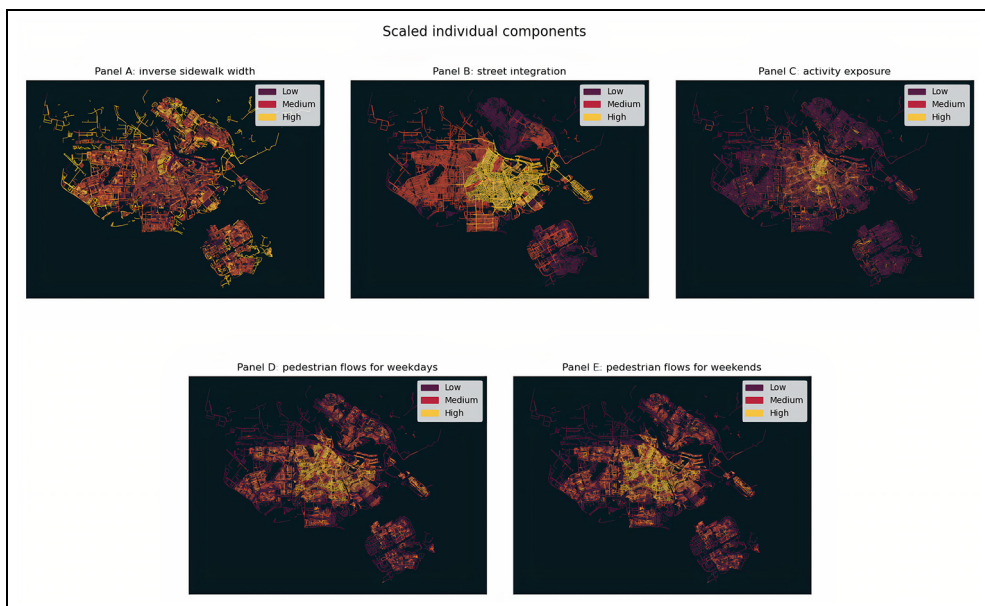 Scaled individual components
Panel A: inverse sidewalk width
Low
Medium
High
Panel B: street integration
Low
Medium
High
Panel C: activity exposure
Low
Medium
High
Panel D: pedestrian flows for weekdays
Low
Medium
High
Panel E: pedestrian flows for weekends
Low
Medium
High